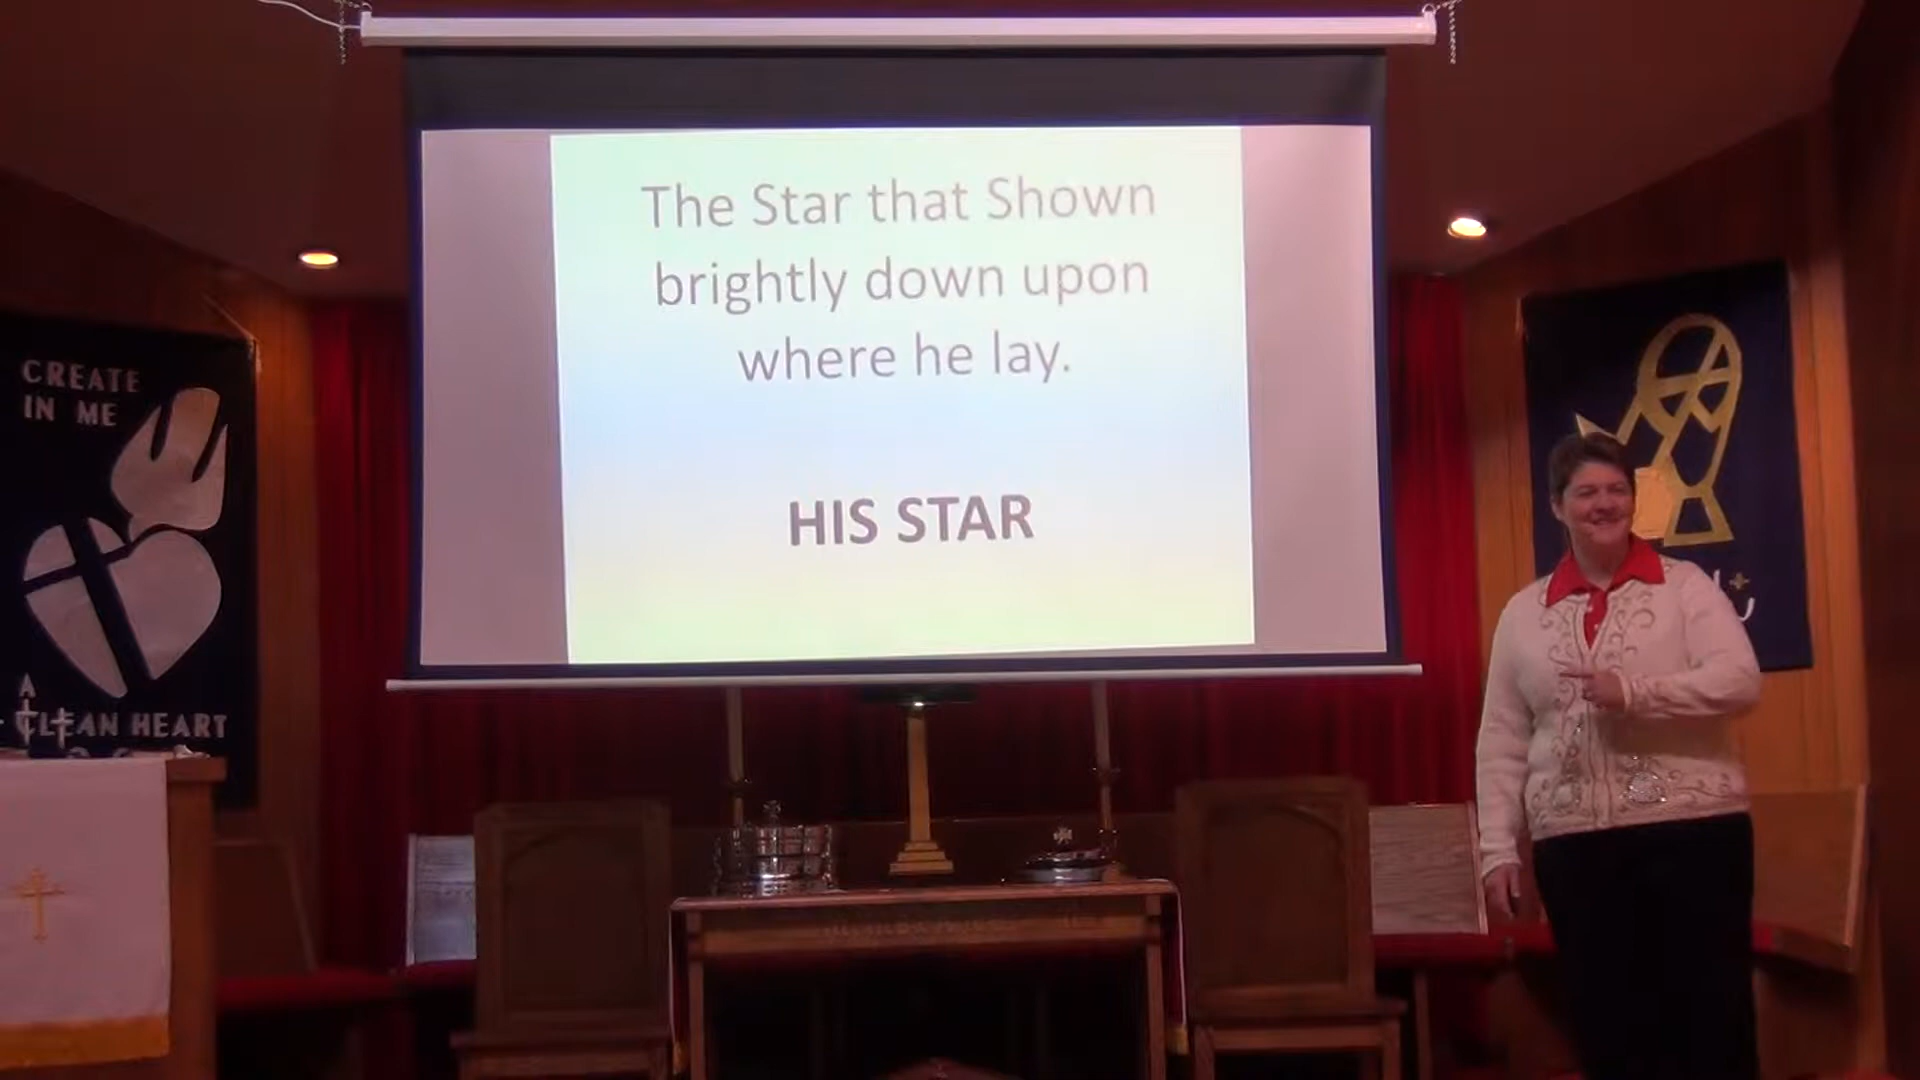 The Star that Shown
brightly down upon
where he lay.
HIS STAR
CREATE
IN ME
A
CLEAN HEART